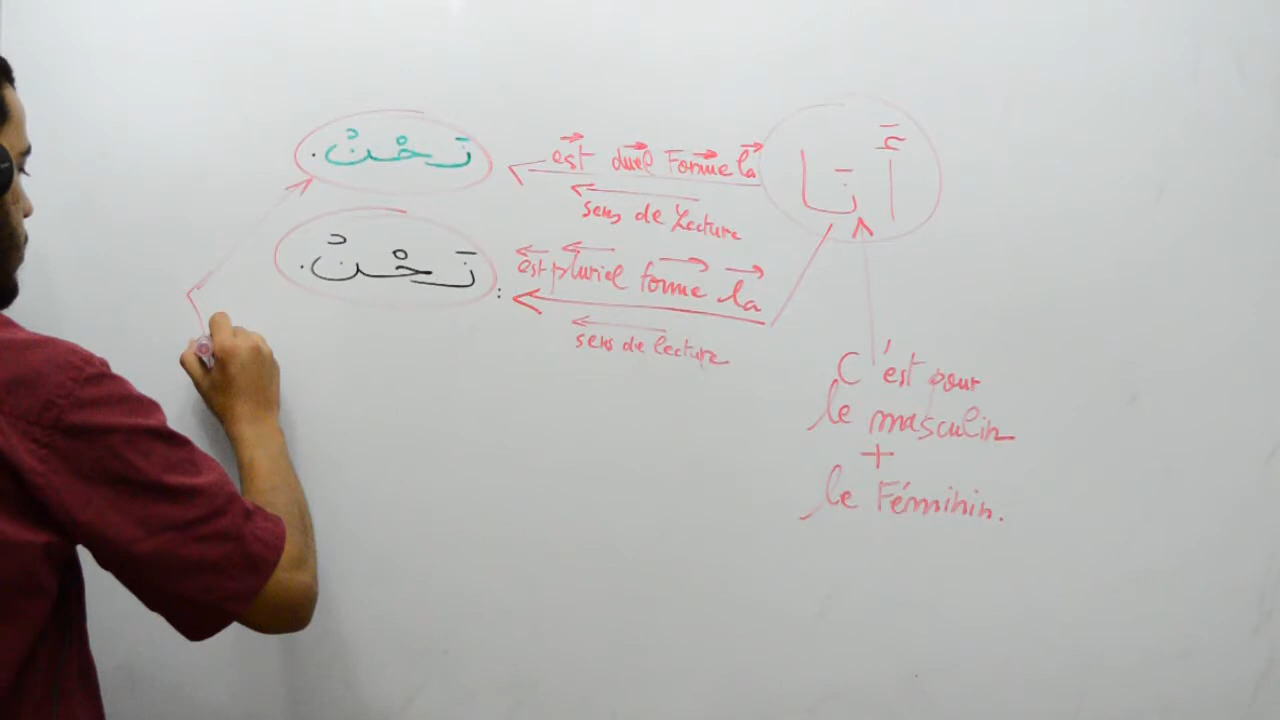 أَنَا
est duel Forme la
نَحْنُ.
sens de Lecture
est pluriel forme la
نَحْنُ.
:
sens de lecture
C'est pour
le masculin
+
le Féminin.